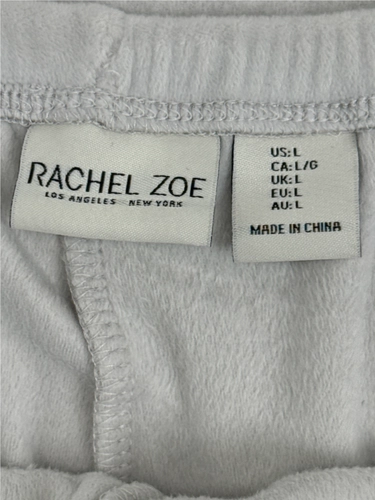 RACHEL ZOE
LOS ANGELES NEW YORK
US: L
CA: L/G
UK: L
EU: L
AU: L
MADE IN CHINA